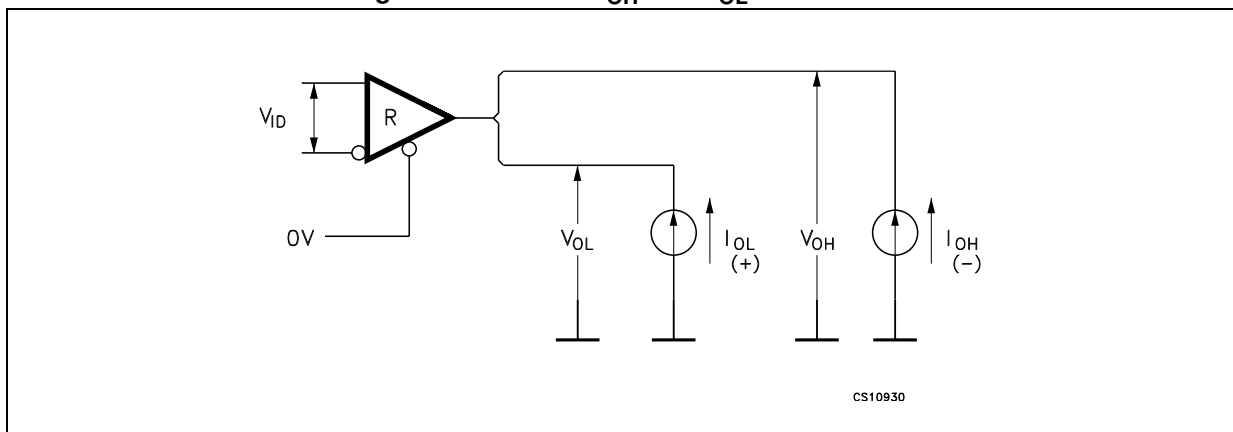 V_ID
R
0V
V_OL
I_OL
(+)
V_OH
I_OH
(−)
CS10930